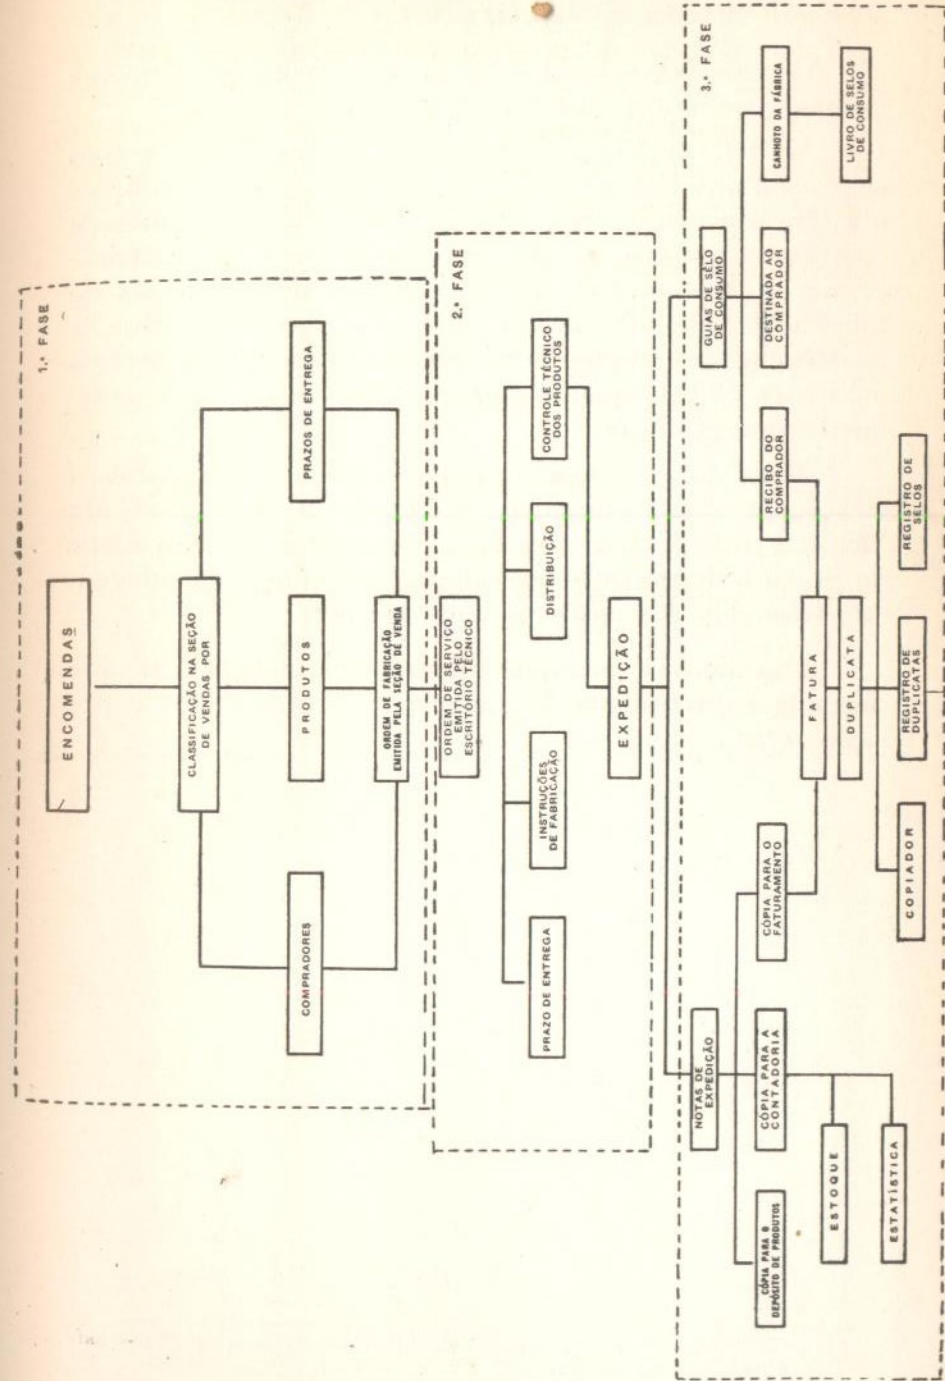 1.ª FASE
ENCOMENDAS
CLASSIFICAÇÃO NA SEÇÃO
DE VENDAS POR
COMPRADORES
PRODUTOS
PRAZOS DE ENTREGA
ORDEM DE FABRICAÇÃO
EMITIDA PELA SEÇÃO DE VENDA
2.ª FASE
ORDEM DE SERVIÇO
EMITIDA PELO
ESCRITÓRIO TÉCNICO
PRAZO DE ENTREGA
INSTRUÇÕES
DE FABRICAÇÃO
DISTRIBUIÇÃO
CONTROLE TÉCNICO
DOS PRODUTOS
EXPEDIÇÃO
3.ª FASE
NOTAS DE
EXPEDIÇÃO
GUIAS DE SÊLO
DE CONSUMO
CÓPIA PARA O
DEPÓSITO DE PRODUTOS
CÓPIA PARA A
CONTADORIA
CÓPIA PARA O
FATURAMENTO
RECIBO DO
COMPRADOR
DESTINADA AO
COMPRADOR
CANHOTO DA FÁBRICA
ESTOQUE
FATURA
LIVRO DE SELOS
DE CONSUMO
DUPLICATA
ESTATÍSTICA
COPIADOR
REGISTRO DE
DUPLICATAS
REGISTRO DE
SELOS